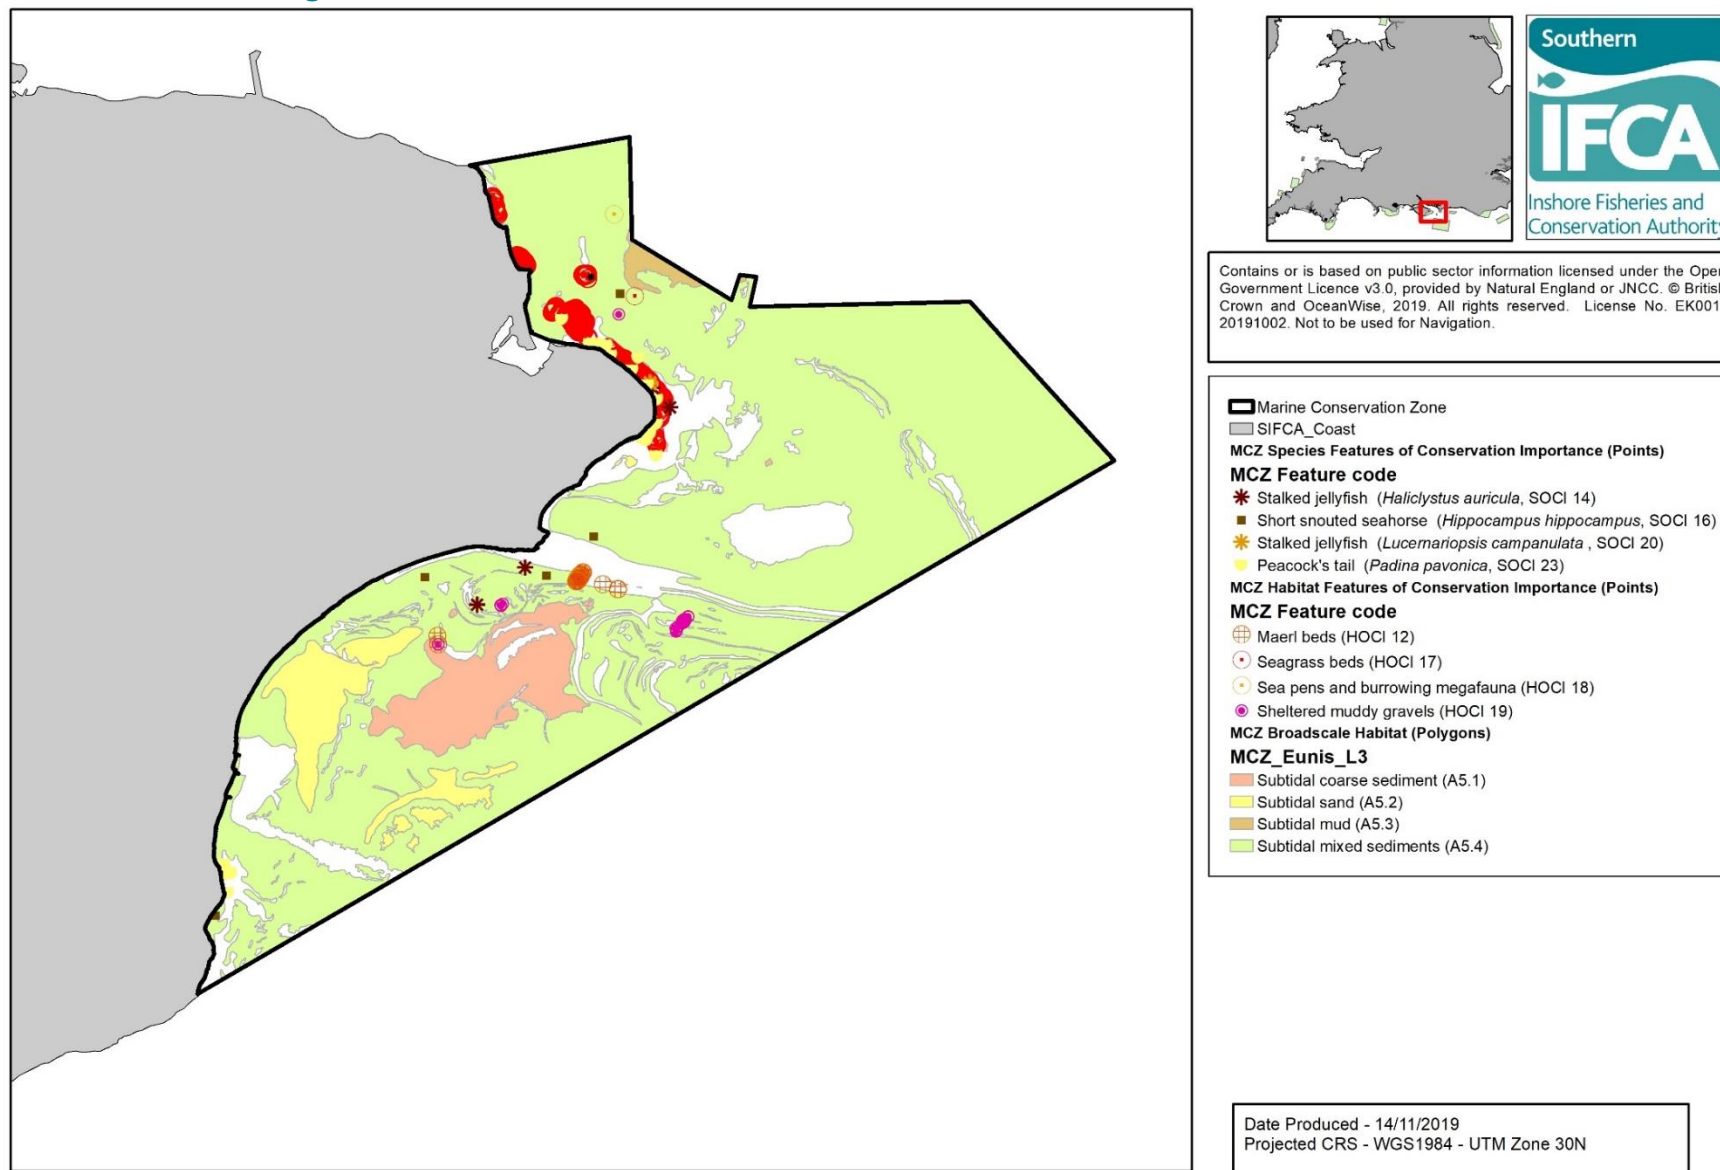 Southern
IFCA
Inshore Fisheries and
Conservation Authority
Contains or is based on public sector information licensed under the Open
Government Licence v3.0, provided by Natural England or JNCC. © British
Crown and OceanWise, 2019. All rights reserved. License No. EK001-
20191002. Not to be used for Navigation.
Marine Conservation Zone
SIFCA_Coast
MCZ Species Features of Conservation Importance (Points)
MCZ Feature code
Stalked jellyfish (Haliclystus auricula, SOCI 14)
Short snouted seahorse (Hippocampus hippocampus, SOCI 16)
Stalked jellyfish (Lucernariopsis campanulata , SOCI 20)
Peacock's tail (Padina pavonica, SOCI 23)
MCZ Habitat Features of Conservation Importance (Points)
MCZ Feature code
Maerl beds (HOCI 12)
Seagrass beds (HOCI 17)
Sea pens and burrowing megafauna (HOCI 18)
Sheltered muddy gravels (HOCI 19)
MCZ Broadscale Habitat (Polygons)
MCZ_Eunis_L3
Subtidal coarse sediment (A5.1)
Subtidal sand (A5.2)
Subtidal mud (A5.3)
Subtidal mixed sediments (A5.4)
Date Produced - 14/11/2019
Projected CRS - WGS1984 - UTM Zone 30N